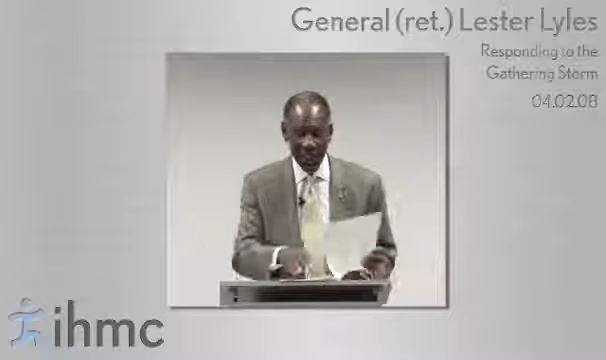 General (ret.) Lester Lyles
Responding to the
Gathering Storm
04.02.08
ihmc